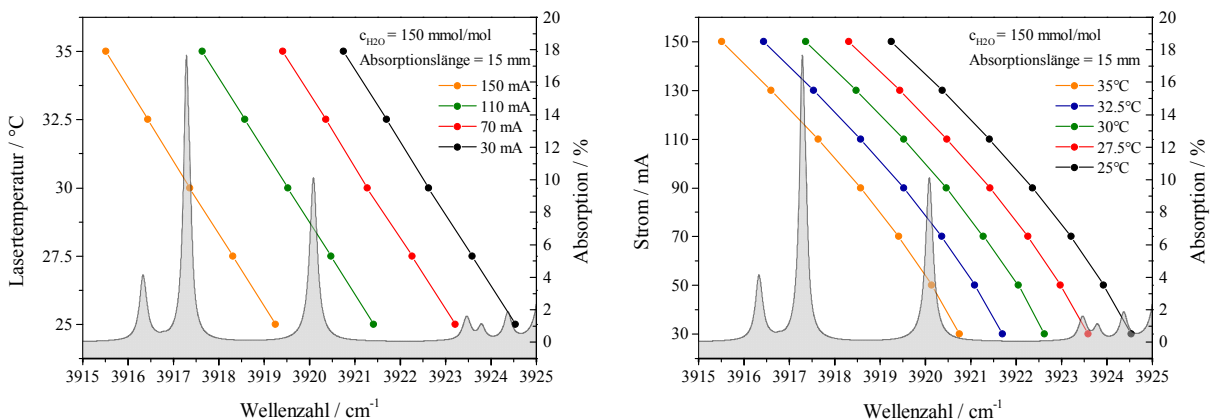 c_H2O = 150 mmol/mol
Absorptionslänge = 15 mm
150 mA
110 mA
70 mA
30 mA
35
32.5
30
27.5
25
Lasertemperatur / °C
20
18
16
14
12
10
8
6
4
2
0
Absorption / %
3915 3916 3917 3918 3919 3920 3921 3922 3923 3924 3925
Wellenzahl / cm⁻¹
c_H2O = 150 mmol/mol
Absorptionslänge = 15 mm
35°C
32.5°C
30°C
27.5°C
25°C
150
130
110
90
70
50
30
Strom / mA
20
18
16
14
12
10
8
6
4
2
0
Absorption / %
3915 3916 3917 3918 3919 3920 3921 3922 3923 3924 3925
Wellenzahl / cm⁻¹